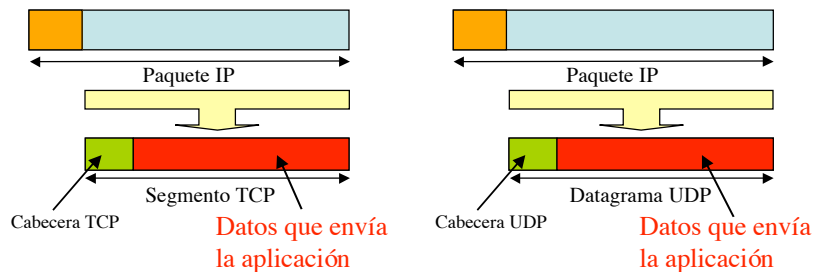 Paquete IP
Segmento TCP
Cabecera TCP
Datos que envía
la aplicación
Paquete IP
Datagrama UDP
Cabecera UDP
Datos que envía
la aplicación